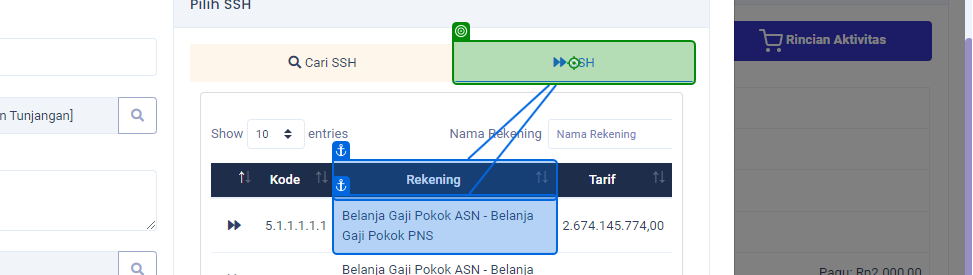 Pilih SSH
Cari SSH
SH
Rincian Aktivitas
n Tunjangan]
Show 10 entries
Nama Rekening
Nama Rekening
Kode Rekening Tarif
5.1.1.1.1.1 Belanja Gaji Pokok ASN - Belanja Gaji Pokok PNS 2.674.145.774,00
Belanja Gaji Pokok ASN - Belanja
Pagu: Rp2.000,00